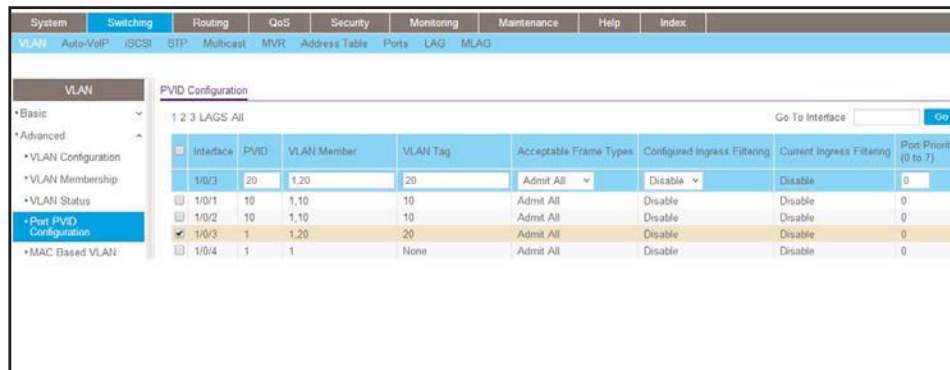 System Switching Routing QoS Security Monitoring Maintenance Help Index
VLAN Auto-VoIP iSCSI STP Multicast MVR Address Table Ports LAG MLAG
VLAN
•Basic
•Advanced
•VLAN Configuration
•VLAN Membership
•VLAN Status
•Port PVID
Configuration
•MAC Based VLAN
PVID Configuration
1 2 3 LAGS All Go To Interface Go
Interface PVID VLAN Member VLAN Tag Acceptable Frame Types Configured Ingress Filtering Current Ingress Filtering Port Priorit
(0 to 7)
1/0/3 20 1,20 20 Admit All Disable Disable 0
1/0/1 10 1,10 10 Admit All Disable Disable 0
1/0/2 10 1,10 10 Admit All Disable Disable 0
1/0/3 1 1,20 20 Admit All Disable Disable 0
1/0/4 1 1 None Admit All Disable Disable 0